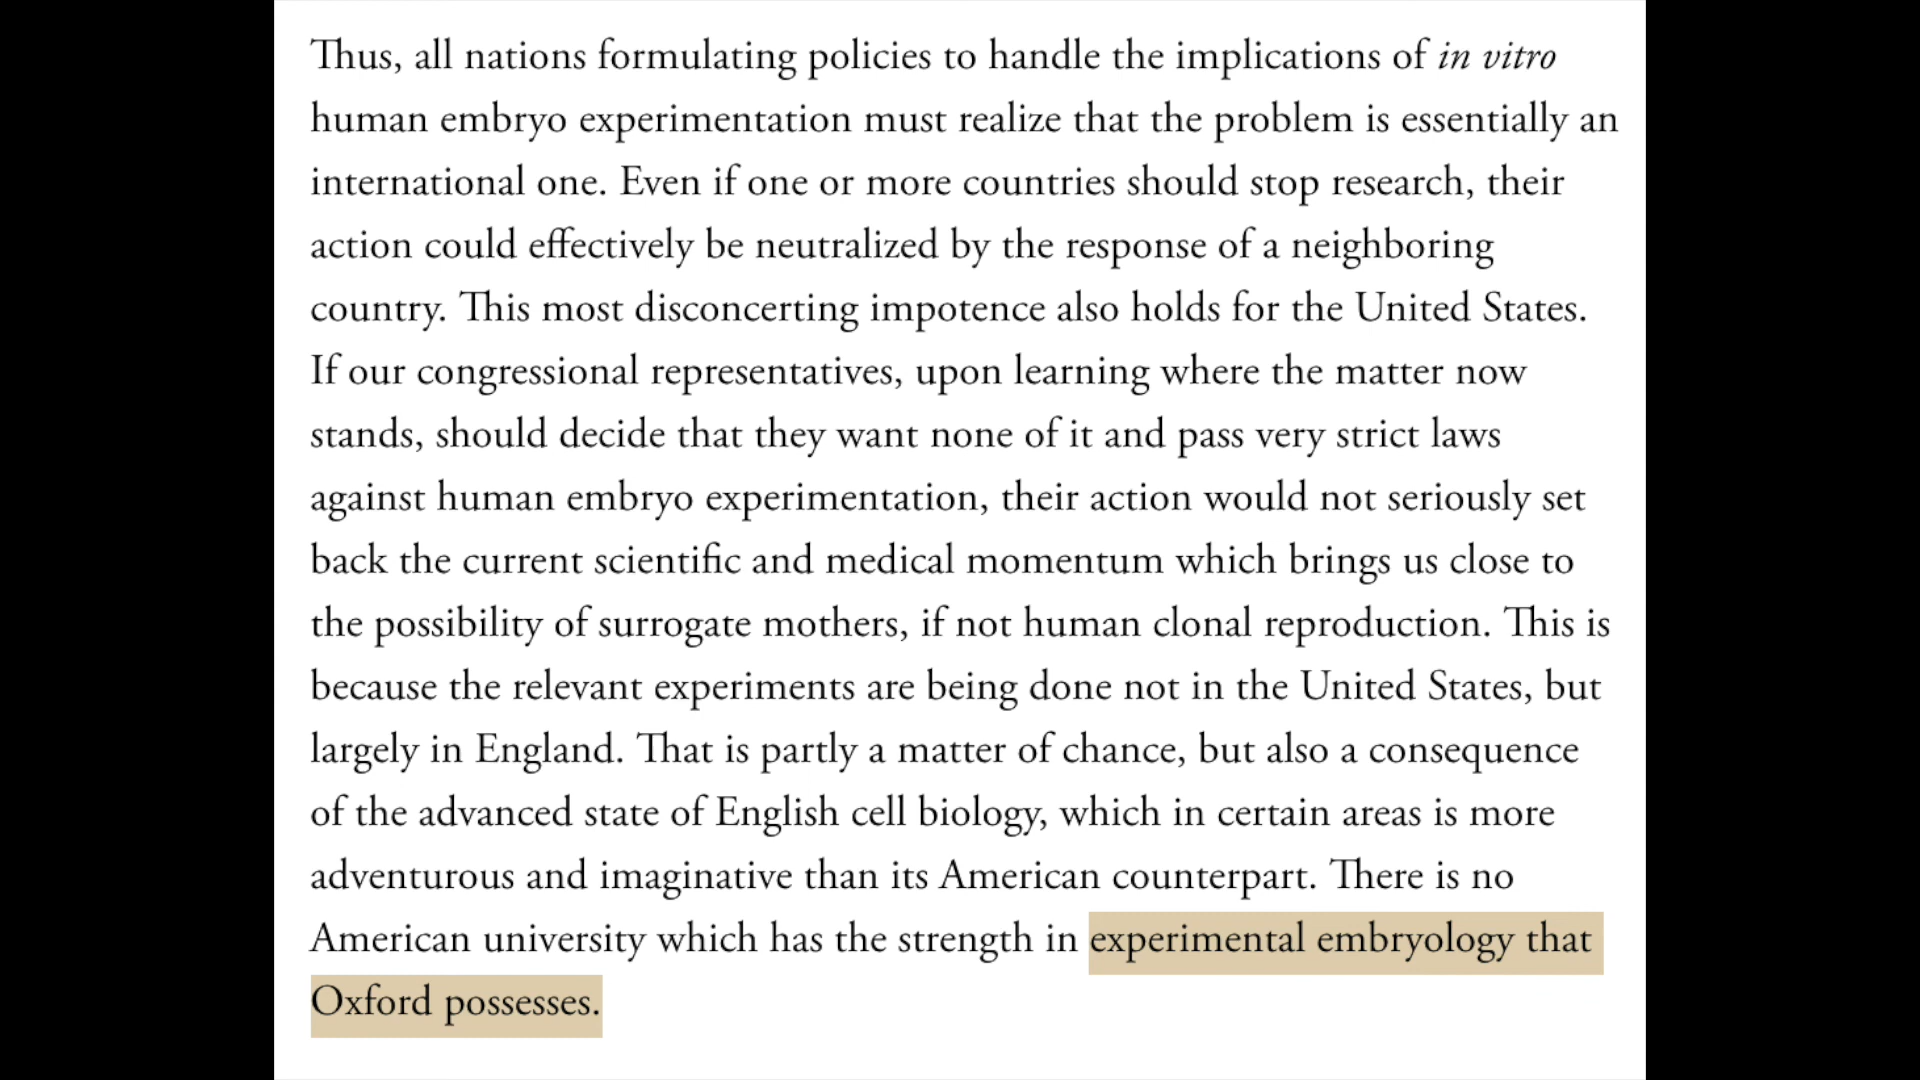 Thus, all nations formulating policies to handle the implications of in vitro
human embryo experimentation must realize that the problem is essentially an
international one. Even if one or more countries should stop research, their
action could effectively be neutralized by the response of a neighboring
country. This most disconcerting impotence also holds for the United States.
If our congressional representatives, upon learning where the matter now
stands, should decide that they want none of it and pass very strict laws
against human embryo experimentation, their action would not seriously set
back the current scientific and medical momentum which brings us close to
the possibility of surrogate mothers, if not human clonal reproduction. This is
because the relevant experiments are being done not in the United States, but
largely in England. That is partly a matter of chance, but also a consequence
of the advanced state of English cell biology, which in certain areas is more
adventurous and imaginative than its American counterpart. There is no
American university which has the strength in experimental embryology that
Oxford possesses.